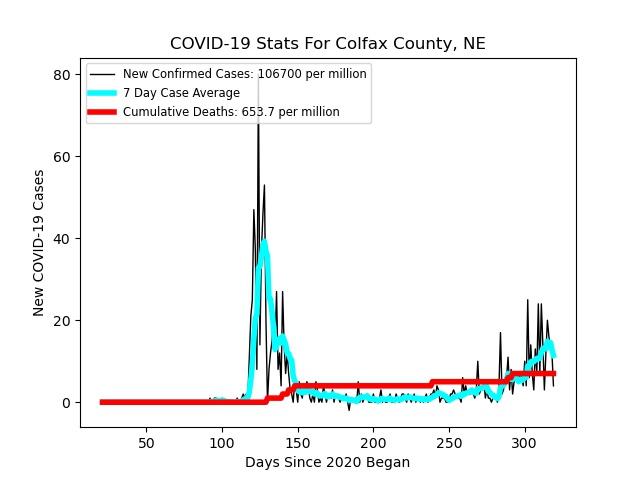 COVID-19 Stats For Colfax County, NE
New Confirmed Cases: 106700 per million
7 Day Case Average
Cumulative Deaths: 653.7 per million
80
60
40
20
0
New COVID-19 Cases
50 100 150 200 250 300
Days Since 2020 Began